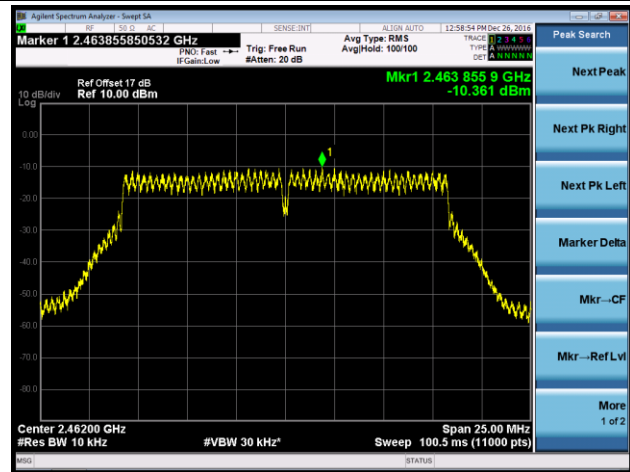 Agilent Spectrum Analyzer - Swept SA
RF 50 Ω AC SENSE:INT ALIGN AUTO 12:58:54 PM Dec 26, 2016
Marker 1 2.463855850532 GHz
PNO: Fast
IFGain:Low
Trig: Free Run
#Atten: 20 dB
Avg Type: RMS
Avg|Hold: 100/100
TRACE 1 2 3 4 5 6
TYPE A WWWWW
DET A N N N N N
Peak Search
Ref Offset 17 dB
10 dB/div Ref 10.00 dBm
Log
Mkr1 2.463 855 9 GHz
-10.361 dBm
1
0.00
-10.0
-20.0
-30.0
-40.0
-50.0
-60.0
-70.0
-80.0
Center 2.46200 GHz
Span 25.00 MHz
#Res BW 10 kHz
#VBW 30 kHz*
Sweep 100.5 ms (11000 pts)
MSG
STATUS
Next Peak
Next Pk Right
Next Pk Left
Marker Delta
Mkr→CF
Mkr→Ref Lvl
More
1 of 2